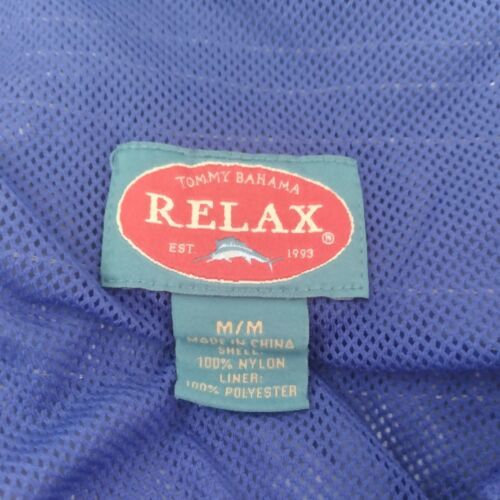 TOMMY BAHAMA
RELAX®
EST. 1993
M/M
MADE IN CHINA
SHELL:
100% NYLON
LINER:
100% POLYESTER